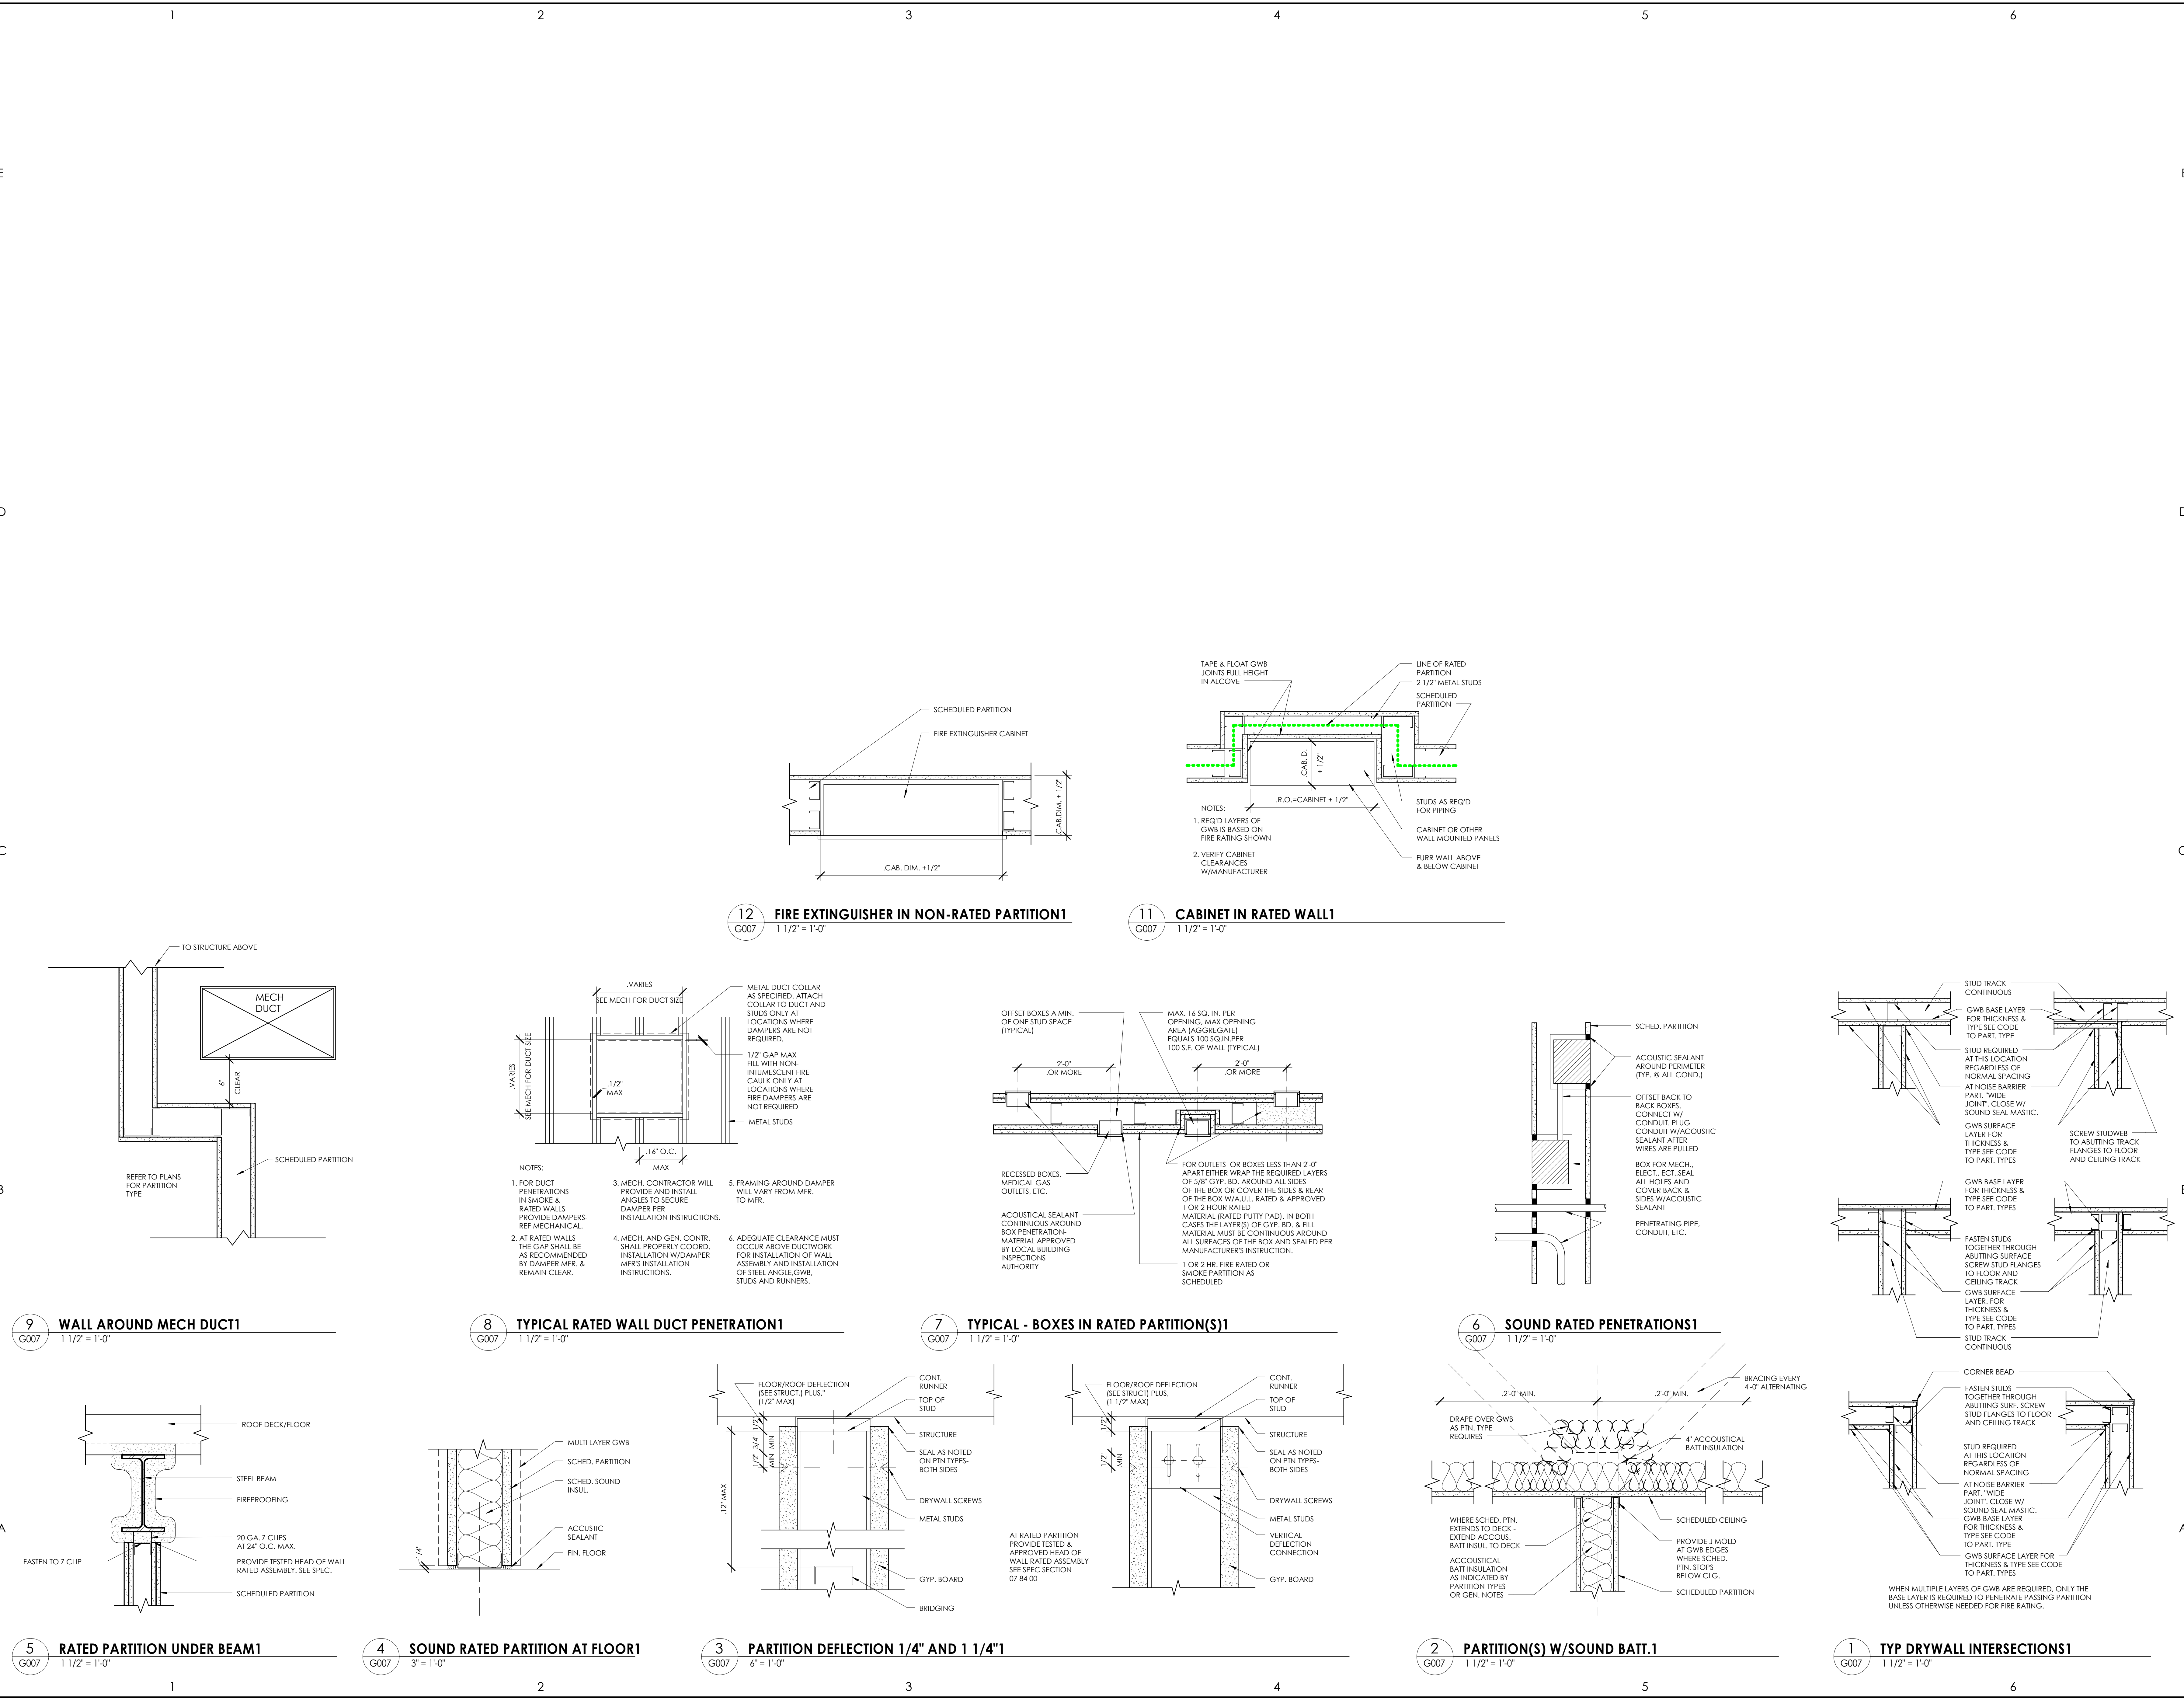 1
2
3
4
5
6
E
E
D
D
C
C
B
B
A
A
SCHEDULED PARTITION
FIRE EXTINGUISHER CABINET
.CAB.DIM. + 1/2"
.CAB. DIM. +1/2"
12
G007
FIRE EXTINGUISHER IN NON-RATED PARTITION1
1 1/2" = 1'-0"
TAPE & FLOAT GWB
JOINTS FULL HEIGHT
IN ALCOVE
LINE OF RATED
PARTITION
2 1/2" METAL STUDS
SCHEDULED
PARTITION
.CAB. D.
+ 1/2"
.R.O.=CABINET + 1/2"
NOTES:
1. REQ'D LAYERS OF
GWB IS BASED ON
FIRE RATING SHOWN
2. VERIFY CABINET
CLEARANCES
W/MANUFACTURER
STUDS AS REQ'D
FOR PIPING
CABINET OR OTHER
WALL MOUNTED PANELS
FURR WALL ABOVE
& BELOW CABINET
11
G007
CABINET IN RATED WALL1
1 1/2" = 1'-0"
TO STRUCTURE ABOVE
MECH
DUCT
.6"
CLEAR
SCHEDULED PARTITION
REFER TO PLANS
FOR PARTITION
TYPE
9
G007
WALL AROUND MECH DUCT1
1 1/2" = 1'-0"
.VARIES
SEE MECH FOR DUCT SIZE
.VARIES
SEE MECH FOR DUCT SIZE
.1/2"
MAX
.16" O.C.
MAX
METAL DUCT COLLAR
AS SPECIFIED. ATTACH
COLLAR TO DUCT AND
STUDS ONLY AT
LOCATIONS WHERE
DAMPERS ARE NOT
REQUIRED.
1/2" GAP MAX
FILL WITH NON-
INTUMESCENT FIRE
CAULK ONLY AT
LOCATIONS WHERE
FIRE DAMPERS ARE
NOT REQUIRED
METAL STUDS
NOTES:
1. FOR DUCT
PENETRATIONS
IN SMOKE &
RATED WALLS
PROVIDE DAMPERS-
REF MECHANICAL.
2. AT RATED WALLS
THE GAP SHALL BE
AS RECOMMENDED
BY DAMPER MFR. &
REMAIN CLEAR.
3. MECH. CONTRACTOR WILL
PROVIDE AND INSTALL
ANGLES TO SECURE
DAMPER PER
INSTALLATION INSTRUCTIONS.
4. MECH. AND GEN. CONTR.
SHALL PROPERLY COORD.
INSTALLATION W/DAMPER
MFR'S INSTALLATION
INSTRUCTIONS.
5. FRAMING AROUND DAMPER
WILL VARY FROM MFR.
TO MFR.
6. ADEQUATE CLEARANCE MUST
OCCUR ABOVE DUCTWORK
FOR INSTALLATION OF WALL
ASSEMBLY AND INSTALLATION
OF STEEL ANGLE,GWB,
STUDS AND RUNNERS.
8
G007
TYPICAL RATED WALL DUCT PENETRATION1
1 1/2" = 1'-0"
OFFSET BOXES A MIN.
OF ONE STUD SPACE
(TYPICAL)
MAX. 16 SQ. IN. PER
OPENING, MAX OPENING
AREA (AGGREGATE)
EQUALS 100 SQ.IN.PER
100 S.F. OF WALL (TYPICAL)
2'-0"
.OR MORE
2'-0"
.OR MORE
RECESSED BOXES,
MEDICAL GAS
OUTLETS, ETC.
ACOUSTICAL SEALANT
CONTINUOUS AROUND
BOX PENETRATION-
MATERIAL APPROVED
BY LOCAL BUILDING
INSPECTIONS
AUTHORITY
FOR OUTLETS OR BOXES LESS THAN 2'-0"
APART EITHER WRAP THE REQUIRED LAYERS
OF 5/8" GYP. BD. AROUND ALL SIDES
OF THE BOX OR COVER THE SIDES & REAR
OF THE BOX W/A.U.L. RATED & APPROVED
1 OR 2 HOUR RATED
MATERIAL (RATED PUTTY PAD). IN BOTH
CASES THE LAYER(S) OF GYP. BD. & FILL
MATERIAL MUST BE CONTINUOUS AROUND
ALL SURFACES OF THE BOX AND SEALED PER
MANUFACTURER'S INSTRUCTION.
1 OR 2 HR. FIRE RATED OR
SMOKE PARTITION AS
SCHEDULED
7
G007
TYPICAL - BOXES IN RATED PARTITION(S)1
1 1/2" = 1'-0"
SCHED. PARTITION
ACOUSTIC SEALANT
AROUND PERIMETER
(TYP. @ ALL COND.)
OFFSET BACK TO
BACK BOXES.
CONNECT W/
CONDUIT. PLUG
CONDUIT W/ACOUSTIC
SEALANT AFTER
WIRES ARE PULLED
BOX FOR MECH.,
ELECT., ECT.,SEAL
ALL HOLES AND
COVER BACK &
SIDES W/ACOUSTIC
SEALANT
PENETRATING PIPE,
CONDUIT, ETC.
6
G007
SOUND RATED PENETRATIONS1
1 1/2" = 1'-0"
STUD TRACK
CONTINUOUS
GWB BASE LAYER
FOR THICKNESS &
TYPE SEE CODE
TO PART. TYPE
STUD REQUIRED
AT THIS LOCATION
REGARDLESS OF
NORMAL SPACING
AT NOISE BARRIER
PART. "WIDE
JOINT". CLOSE W/
SOUND SEAL MASTIC.
GWB SURFACE
LAYER FOR
THICKNESS &
TYPE SEE CODE
TO PART. TYPES
SCREW STUDWEB
TO ABUTTING TRACK
FLANGES TO FLOOR
AND CEILING TRACK
GWB BASE LAYER
FOR THICKNESS &
TYPE SEE CODE
TO PART. TYPES
FASTEN STUDS
TOGETHER THROUGH
ABUTTING SURFACE
SCREW STUD FLANGES
TO FLOOR AND
CEILING TRACK
GWB SURFACE
LAYER. FOR
THICKNESS &
TYPE SEE CODE
TO PART. TYPES
STUD TRACK
CONTINUOUS
CORNER BEAD
FASTEN STUDS
TOGETHER THROUGH
ABUTTING SURF. SCREW
STUD FLANGES TO FLOOR
AND CEILING TRACK
STUD REQUIRED
AT THIS LOCATION
REGARDLESS OF
NORMAL SPACING
AT NOISE BARRIER
PART. "WIDE
JOINT". CLOSE W/
SOUND SEAL MASTIC.
GWB BASE LAYER
FOR THICKNESS &
TYPE SEE CODE
TO PART. TYPE
GWB SURFACE LAYER FOR
THICKNESS & TYPE SEE CODE
TO PART. TYPES
WHEN MULTIPLE LAYERS OF GWB ARE REQUIRED, ONLY THE
BASE LAYER IS REQUIRED TO PENETRATE PASSING PARTITION
UNLESS OTHERWISE NEEDED FOR FIRE RATING.
ROOF DECK/FLOOR
STEEL BEAM
FIREPROOFING
20 GA. Z CLIPS
AT 24" O.C. MAX.
FASTEN TO Z CLIP
PROVIDE TESTED HEAD OF WALL
RATED ASSEMBLY. SEE SPEC.
SCHEDULED PARTITION
5
G007
RATED PARTITION UNDER BEAM1
1 1/2" = 1'-0"
MULTI LAYER GWB
SCHED. PARTITION
SCHED. SOUND
INSUL.
ACCUSTIC
SEALANT
FIN. FLOOR
.1/4"
4
G007
SOUND RATED PARTITION AT FLOOR1
3" = 1'-0"
FLOOR/ROOF DEFLECTION
(SEE STRUCT.) PLUS."
(1/2" MAX)
CONT.
RUNNER
TOP OF
STUD
STRUCTURE
SEAL AS NOTED
ON PTN TYPES-
BOTH SIDES
DRYWALL SCREWS
METAL STUDS
GYP. BOARD
BRIDGING
1/2"
3/4"
MIN
1/2"
MIN
.12" MAX
FLOOR/ROOF DEFLECTION
(SEE STRUCT) PLUS.
(1 1/2" MAX)
CONT.
RUNNER
TOP OF
STUD
STRUCTURE
SEAL AS NOTED
ON PTN TYPES-
BOTH SIDES
DRYWALL SCREWS
METAL STUDS
VERTICAL
DEFLECTION
CONNECTION
GYP. BOARD
1/2"
1/2"
MIN
AT RATED PARTITION
PROVIDE TESTED &
APPROVED HEAD OF
WALL RATED ASSEMBLY
SEE SPEC SECTION
07 84 00
3
G007
PARTITION DEFLECTION 1/4" AND 1 1/4"1
6" = 1'-0"
.2'-0" MIN.
.2'-0" MIN.
BRACING EVERY
4'-0" ALTERNATING
DRAPE OVER GWB
AS PTN. TYPE
REQUIRES
4" ACCOUSTICAL
BATT INSULATION
WHERE SCHED. PTN.
EXTENDS TO DECK -
EXTEND ACCOUS.
BATT INSUL. TO DECK
ACCOUSTICAL
BATT INSULATION
AS INDICATED BY
PARTITION TYPES
OR GEN. NOTES
SCHEDULED CEILING
PROVIDE J MOLD
AT GWB EDGES
WHERE SCHED.
PTN. STOPS
BELOW CLG.
SCHEDULED PARTITION
2
G007
PARTITION(S) W/SOUND BATT.1
1 1/2" = 1'-0"
1
G007
TYP DRYWALL INTERSECTIONS1
1 1/2" = 1'-0"
1
2
3
4
5
6